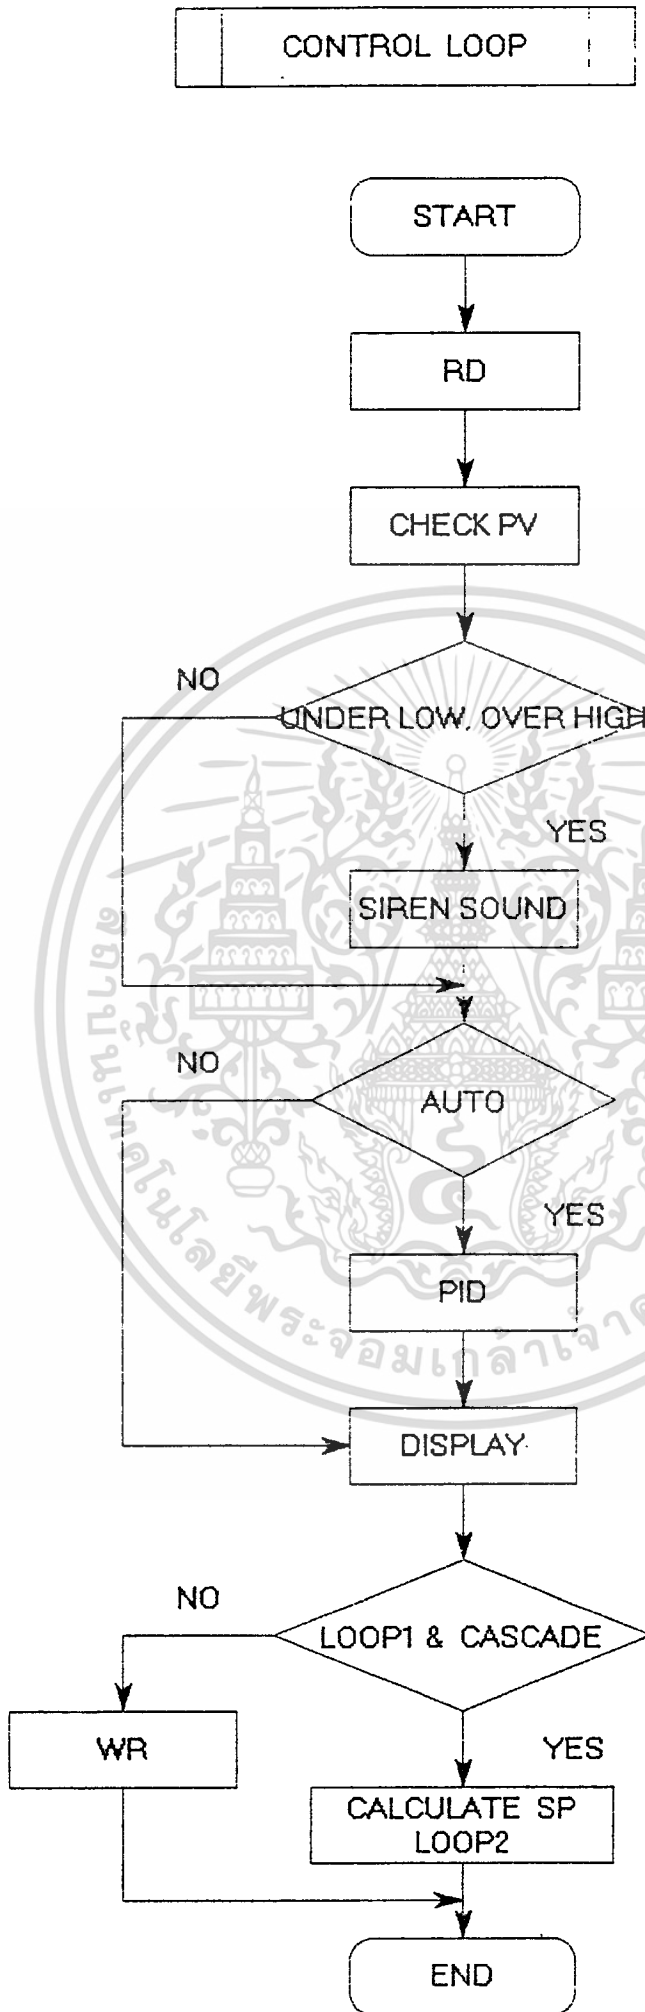 CONTROL LOOP
START
RD
CHECK PV
NO
UNDER LOW, OVER HIGH
YES
SIREN SOUND
NO
AUTO
YES
PID
DISPLAY
NO
LOOP1 & CASCADE
WR
YES
CALCULATE SP
LOOP2
END